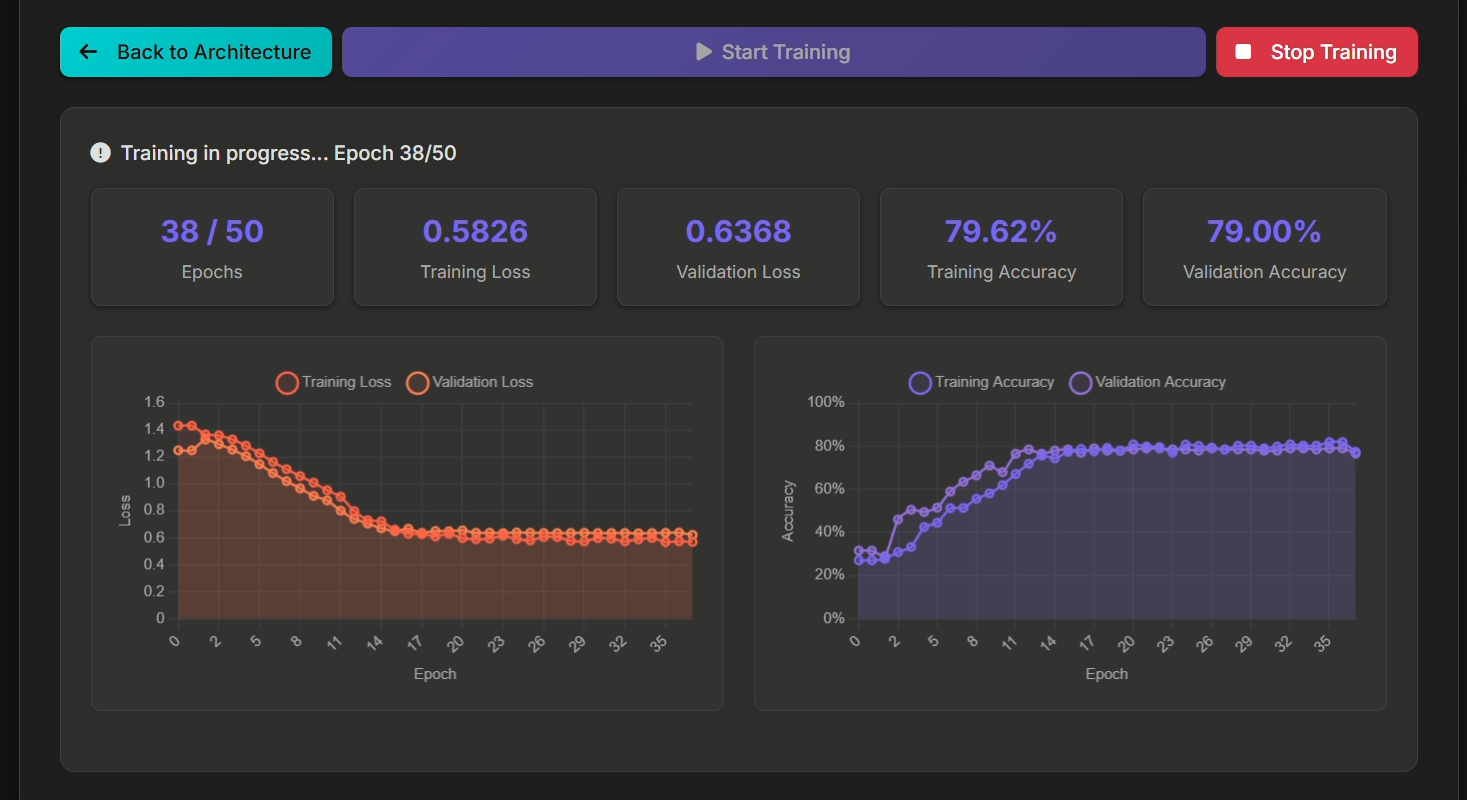 ← Back to Architecture
▶ Start Training
Stop Training
Training in progress... Epoch 38/50
38 / 50
Epochs
0.5826
Training Loss
0.6368
Validation Loss
79.62%
Training Accuracy
79.00%
Validation Accuracy
Training Loss Validation Loss
1.6
1.4
1.2
1.0
0.8
0.6
0.4
0.2
0
Loss
0 2 5 8 11 14 17 20 23 26 29 32 35
Epoch
Training Accuracy Validation Accuracy
100%
80%
60%
40%
20%
0%
Accuracy
0 2 5 8 11 14 17 20 23 26 29 32 35
Epoch